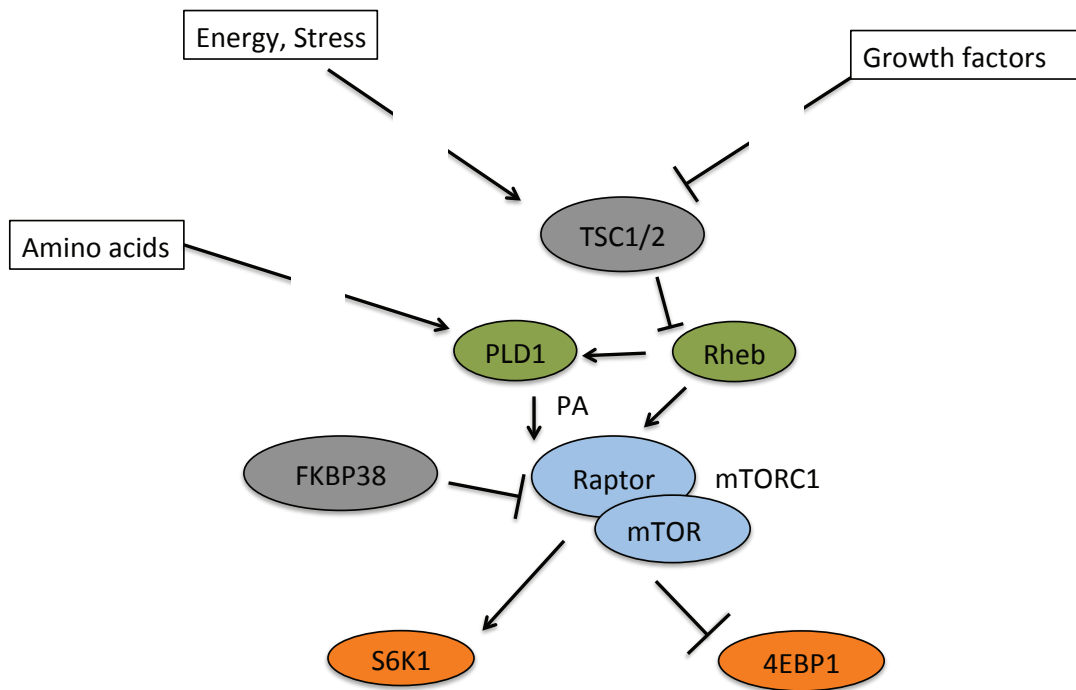 Energy, Stress
Growth factors
TSC1/2
Amino acids
PLD1
Rheb
PA
FKBP38
Raptor
mTORC1
mTOR
S6K1
4EBP1